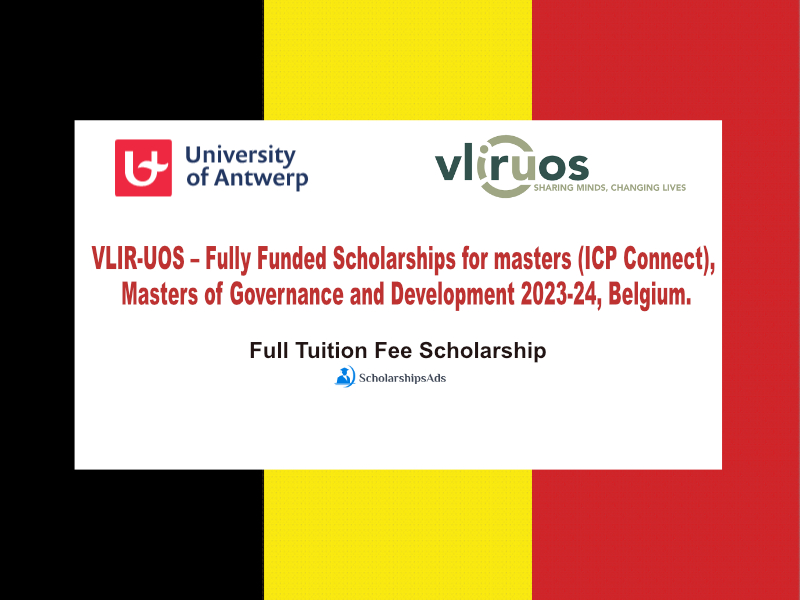 University
of Antwerp
vliruos
SHARING MINDS, CHANGING LIVES
VLIR-UOS – Fully Funded Scholarships for masters (ICP Connect),
Masters of Governance and Development 2023-24, Belgium.
Full Tuition Fee Scholarship
ScholarshipsAds